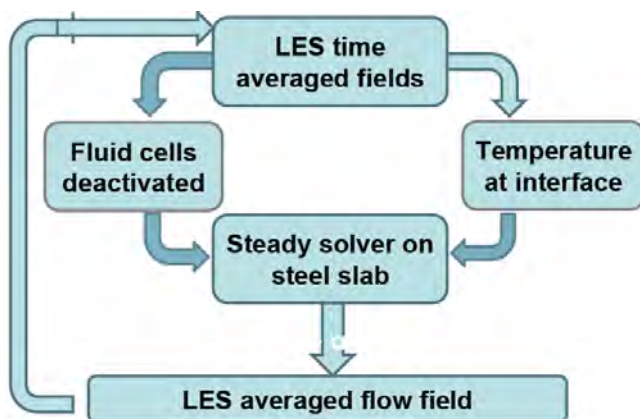 LES time
averaged fields
Fluid cells
deactivated
Temperature
at interface
Steady solver on
steel slab
LES averaged flow field